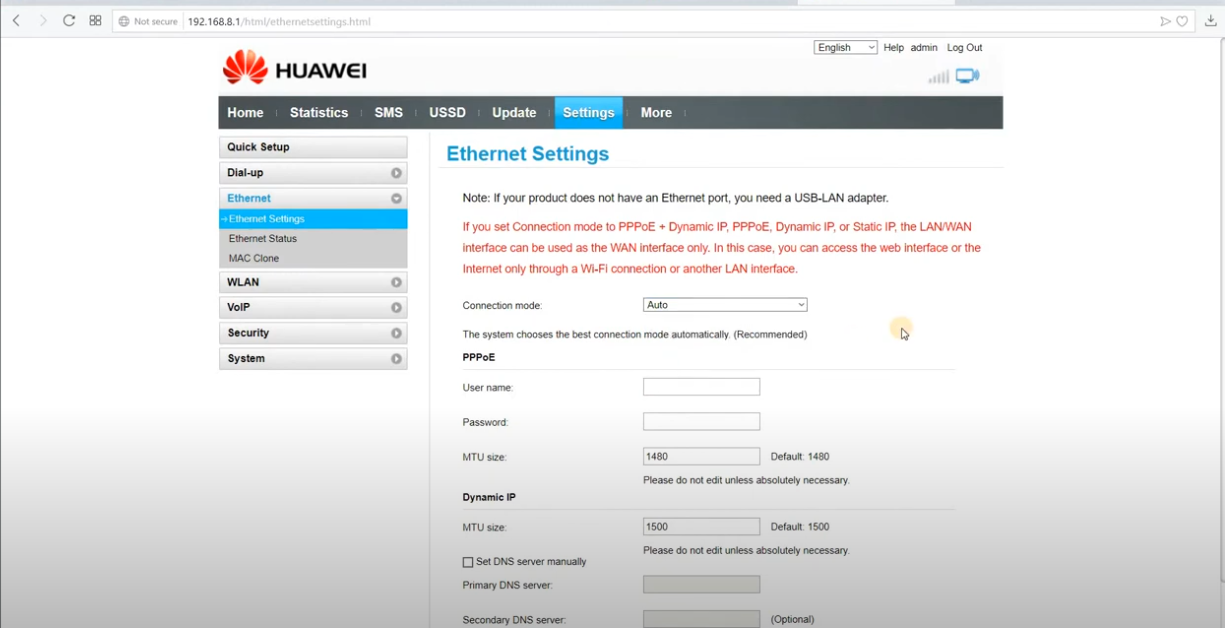 Not secure 192.168.8.1/html/ethernetsettings.html
English Help admin Log Out
HUAWEI
Home Statistics SMS USSD Update Settings More
Quick Setup
Dial-up
Ethernet
Ethernet Settings
Ethernet Status
MAC Clone
WLAN
VoIP
Security
System
Ethernet Settings
Note: If your product does not have an Ethernet port, you need a USB-LAN adapter.
If you set Connection mode to PPPoE + Dynamic IP, PPPoE, Dynamic IP, or Static IP, the LAN/WAN
interface can be used as the WAN interface only. In this case, you can access the web interface or the
Internet only through a Wi-Fi connection or another LAN interface.
Connection mode: Auto
The system chooses the best connection mode automatically. (Recommended)
PPPoE
User name:
Password:
MTU size: 1480 Default: 1480
Please do not edit unless absolutely necessary.
Dynamic IP
MTU size: 1500 Default: 1500
Please do not edit unless absolutely necessary.
Set DNS server manually
Primary DNS server:
Secondary DNS server: (Optional)